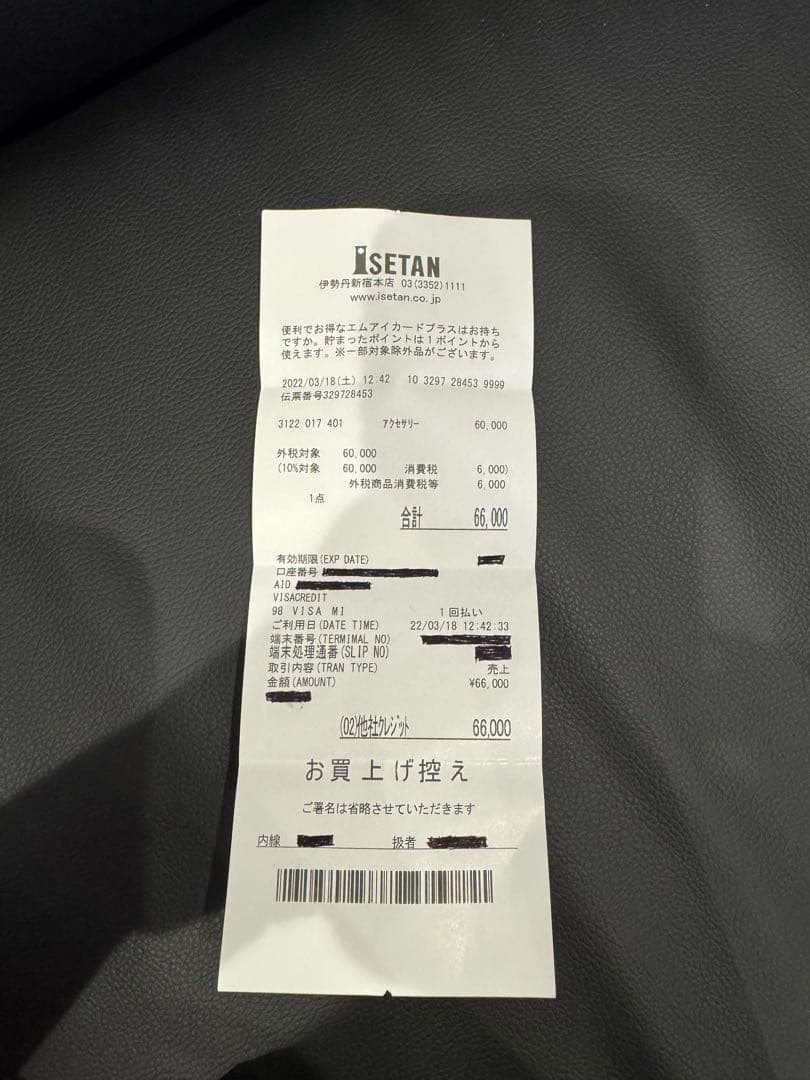 ISETAN
伊勢丹新宿本店 03(3352)1111
www.isetan.co.jp
便利でお得なエムアイカードプラスはお持ち
ですか。貯まったポイントは1ポイントから
使えます。※一部対象除外品がございます。
2022/03/18(土) 12:42 10 3297 28453 9999
伝票番号329728453
3122 017 401 アクセサリー 60,000
外税対象 60,000
(10%対象 60,000 消費税 6,000)
外税商品消費税等 6,000
1点
合計 66,000
有効期限(EXP DATE)
口座番号
AID
VISACREDIT
98 VISA MI 1回払い
ご利用日(DATE TIME) 22/03/18 12:42:33
端末番号(TERMIMAL NO)
端末処理通番(SLIP NO)
取引内容(TRAN TYPE) 売上
金額(AMOUNT) ¥66,000
(02)他社クレジット 66,000
お買上げ控え
ご署名は省略させていただきます
内線 扱者